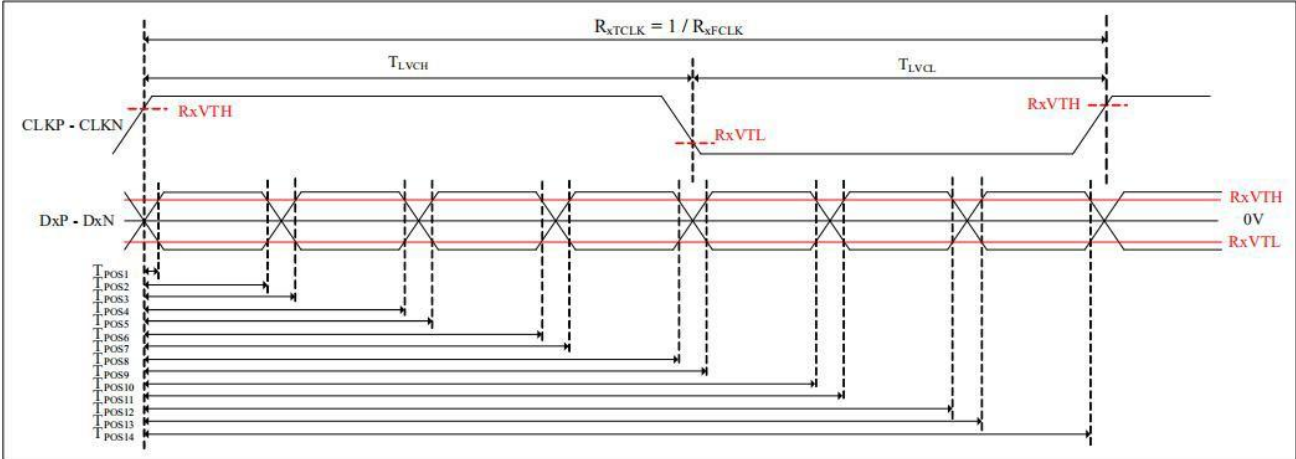 RxTCLK = 1 / RxFCLK
TLVCH TLVCL
RxVTH RxVTH
CLKP - CLKN
RxVTL
RxVTH
DxP - DxN 0V
RxVTL
TPOS1
TPOS2
TPOS3
TPOS4
TPOS5
TPOS6
TPOS7
TPOS8
TPOS9
TPOS10
TPOS11
TPOS12
TPOS13
TPOS14